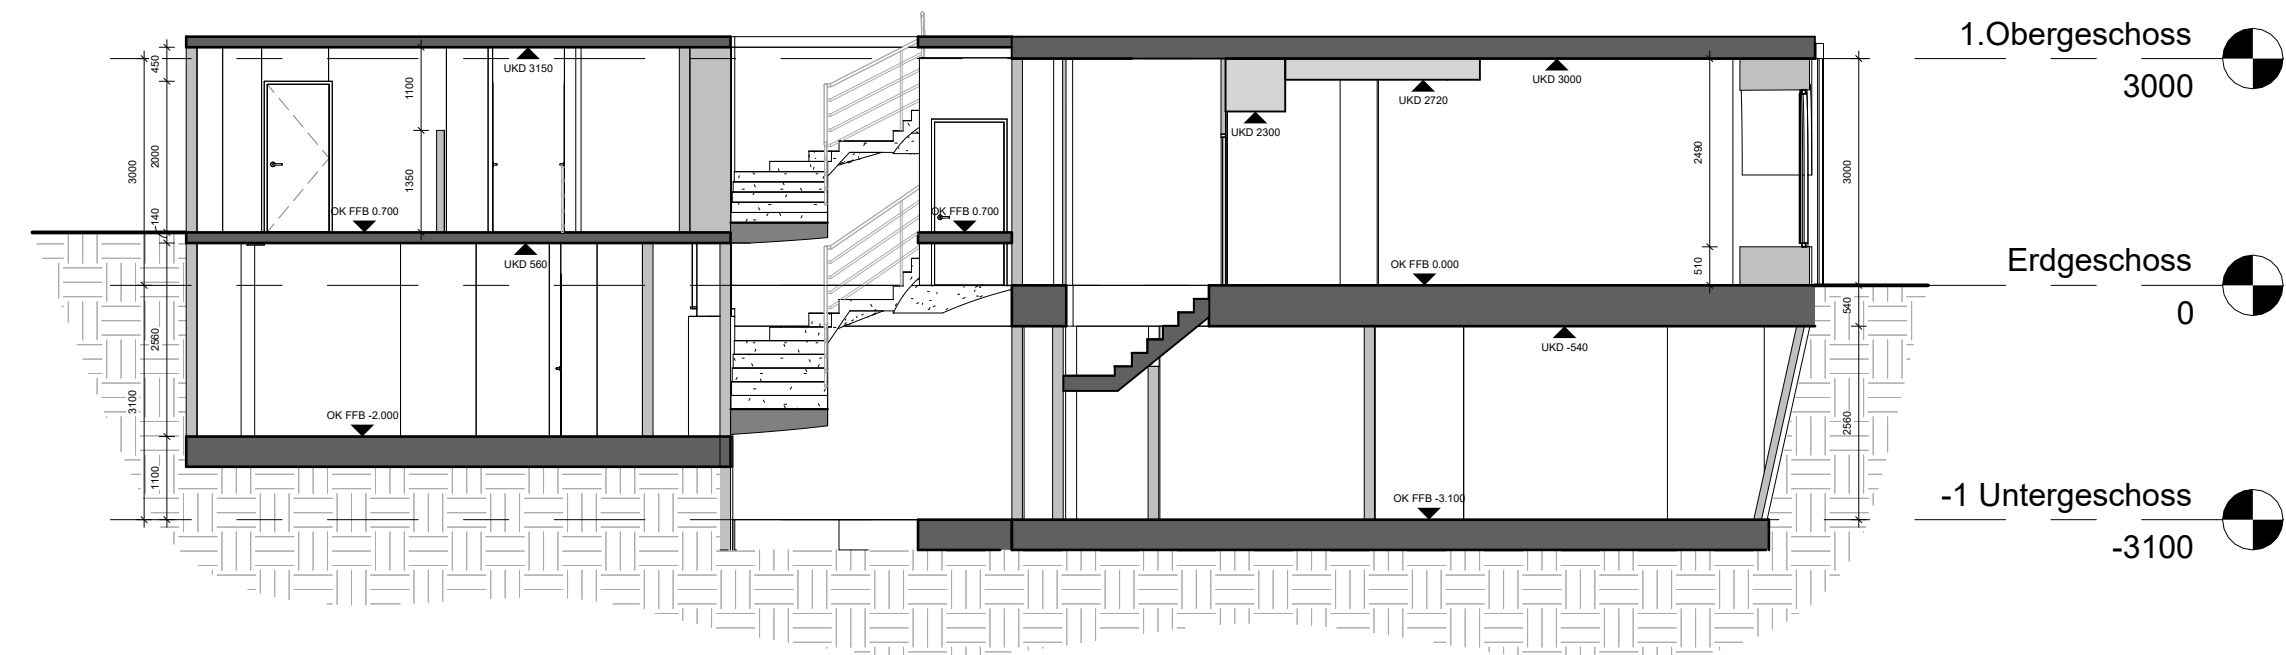 1.Obergeschoss
3000
UKD 3150
UKD 3000
UKD 2720
UKD 2300
450
1100
2000
3000
1350
140
2490
3000
510
OK FFB 0.700
OK FFB 0.700
OK FFB 0.000
UKD 560
Erdgeschoss
0
540
2560
UKD -540
3100
OK FFB -2.000
2560
1100
OK FFB -3.100
-1 Untergeschoss
-3100